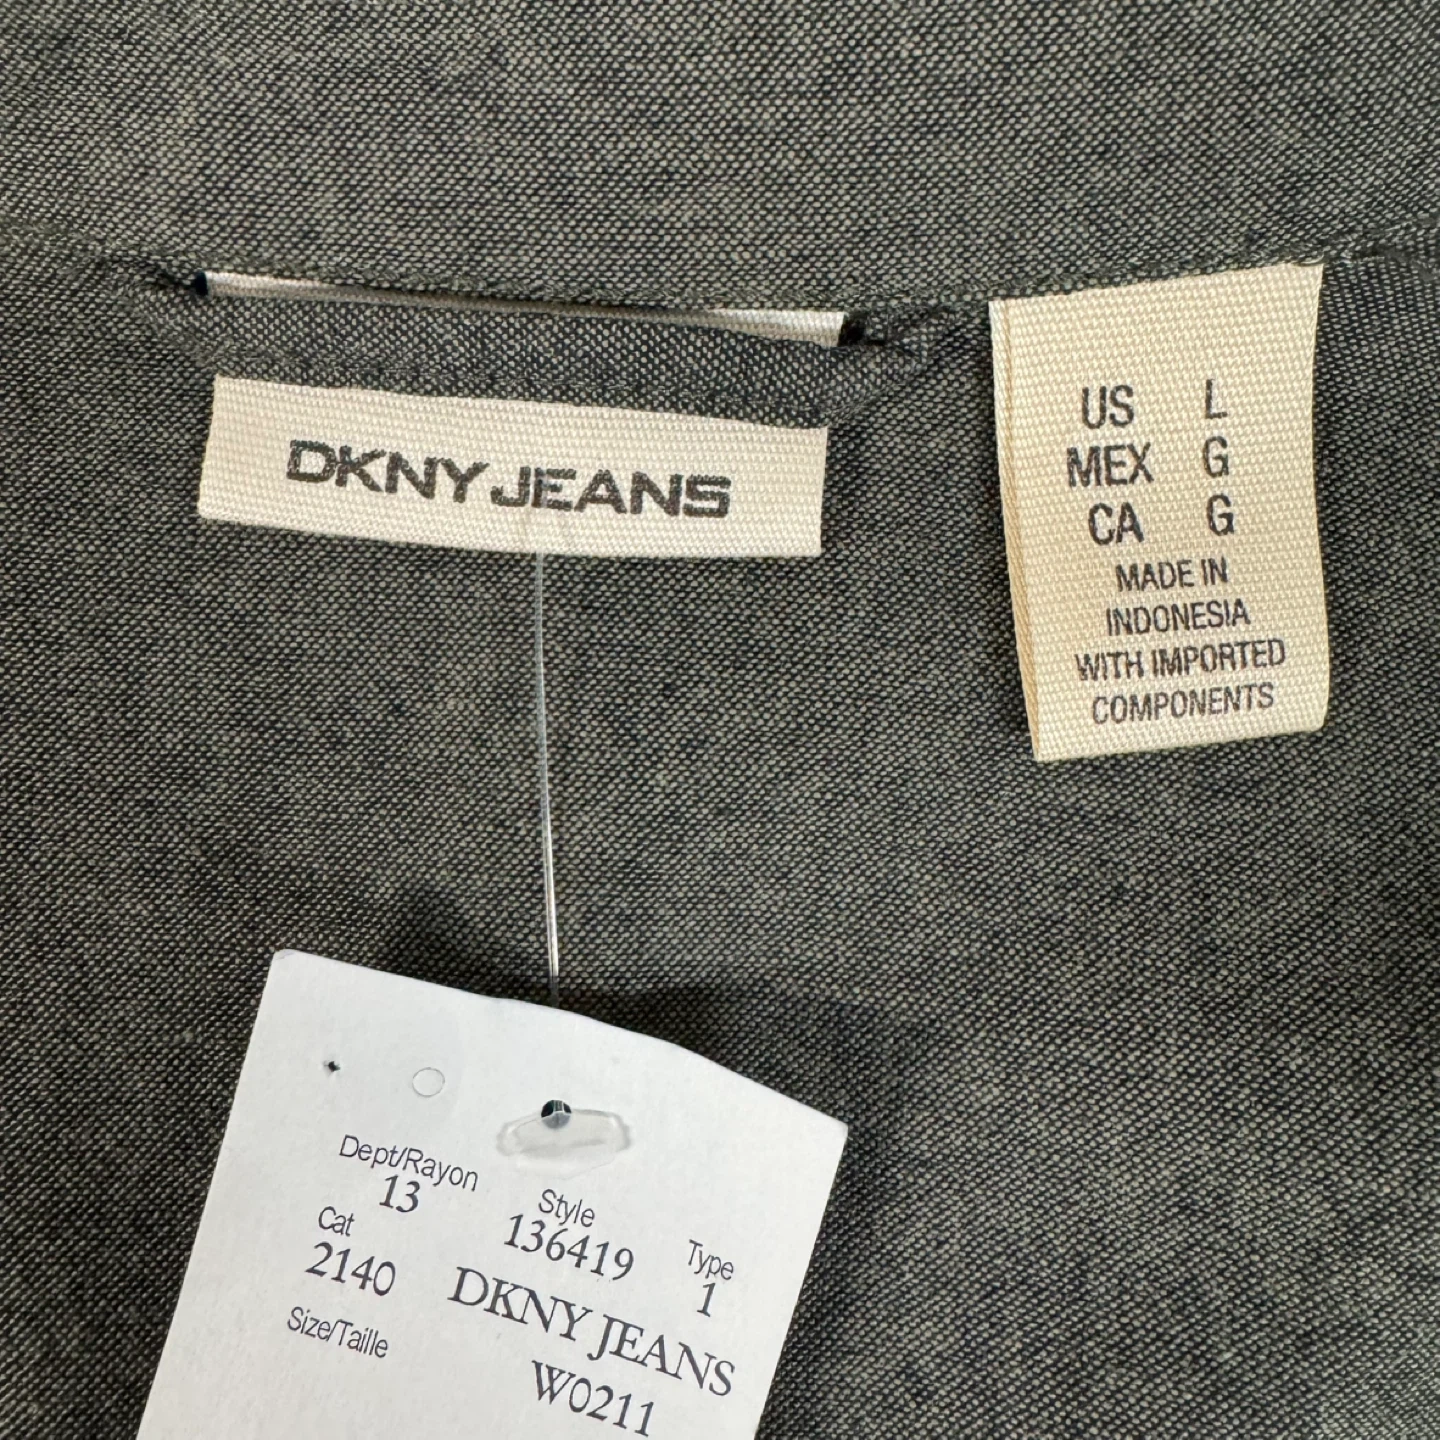 DKNY JEANS
US L
MEX G
CA G
MADE IN
INDONESIA
WITH IMPORTED
COMPONENTS
Dept/Rayon
13
Style
136419
Type
1
Cat
2140
DKNY JEANS
Size/Taille
W0211